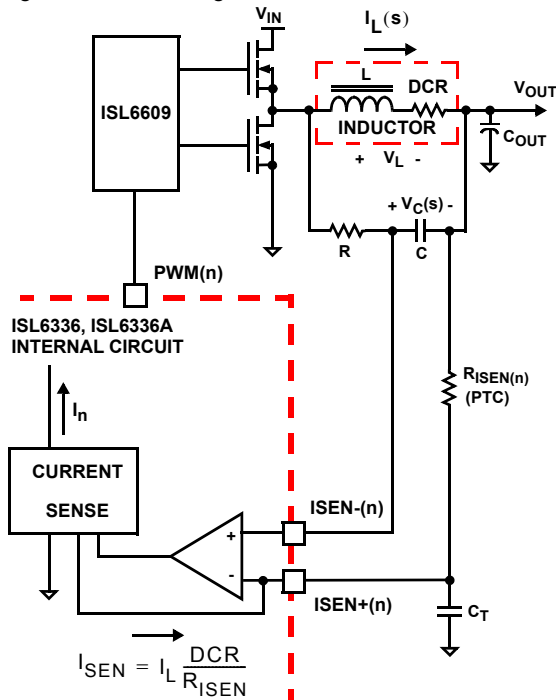 V_IN
I_L(s)
ISL6609
L
DCR
V_OUT
INDUCTOR
C_OUT
+ V_L -
+ V_C(s) -
R
C
PWM(n)
ISL6336, ISL6336A
INTERNAL CIRCUIT
R_ISEN(n)
(PTC)
I_n
CURRENT
SENSE
ISEN-(n)
+
-
ISEN+(n)
C_T
I_SEN = I_L DCR
R_ISEN